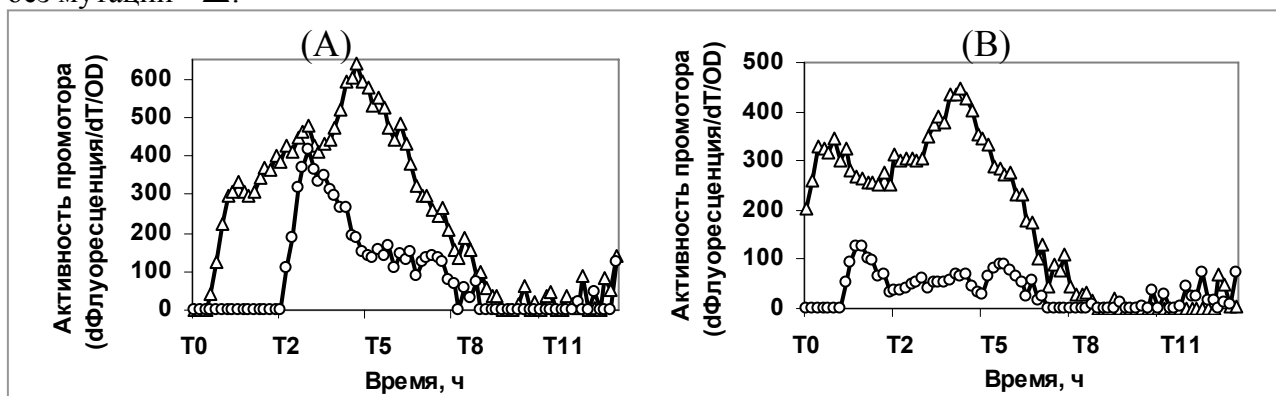 без мутации
(A)
(B)
Активность промотора
(dФлуоресценция/dT/OD)
600
500
400
300
200
100
0
T0
T2
T5
T8
T11
Время, ч
Активность промотора
(dФлуоресценция/dT/OD)
500
400
300
200
100
0
T0
T2
T5
T8
T11
Время, ч